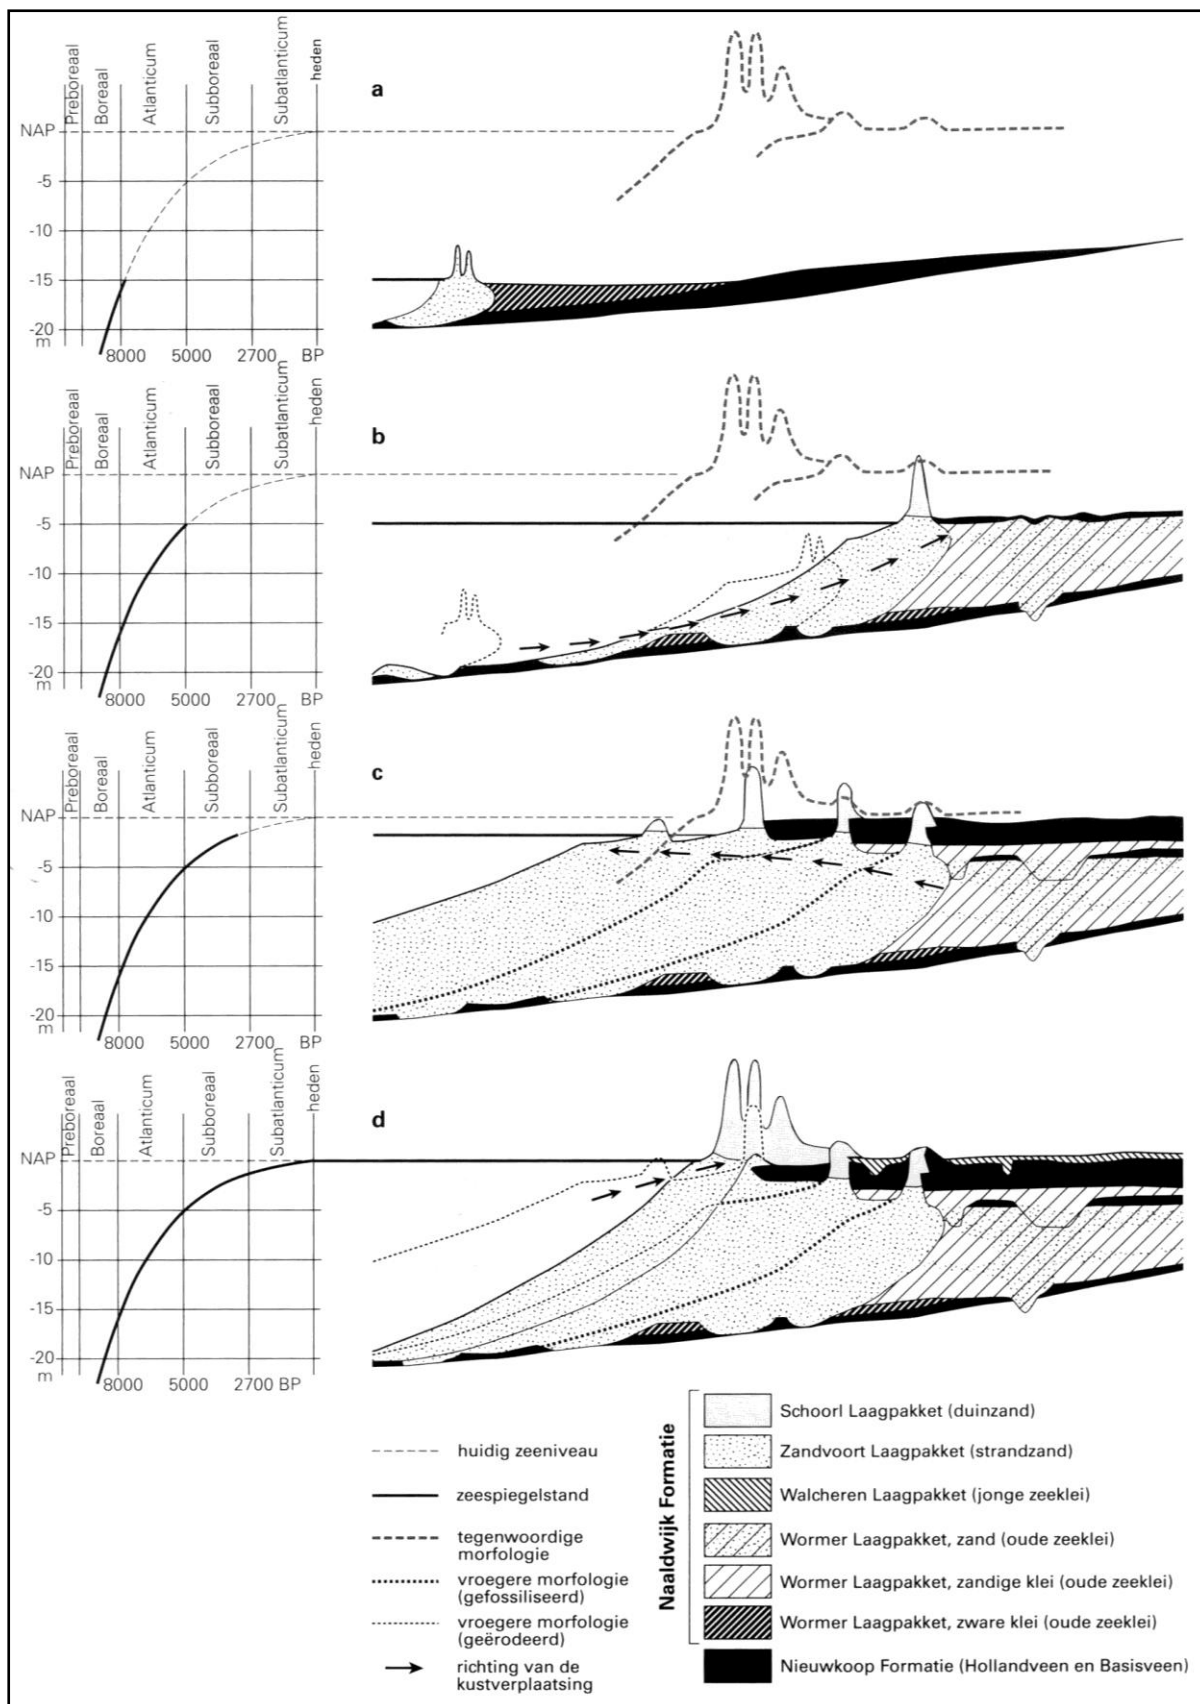 Preboreaal
Boreaal
Atlanticum
Subboreaal
Subatlanticum
heden
a
NAP
-5
-10
-15
-20
m
8000 5000 2700 BP
Preboreaal
Boreaal
Atlanticum
Subboreaal
Subatlanticum
heden
b
NAP
-5
-10
-15
-20
m
8000 5000 2700 BP
Preboreaal
Boreaal
Atlanticum
Subboreaal
Subatlanticum
heden
c
NAP
-5
-10
-15
-20
m
8000 5000 2700 BP
Preboreaal
Boreaal
Atlanticum
Subboreaal
Subatlanticum
heden
d
NAP
-5
-10
-15
-20
m
8000 5000 2700 BP
huidig zeeniveau
zeespiegelstand
tegenwoordige
morfologie
vroegere morfologie
(gefossiliseerd)
vroegere morfologie
(geërodeerd)
richting van de
kustverplaatsing
Naaldwijk Formatie
Schoorl Laagpakket (duinzand)
Zandvoort Laagpakket (strandzand)
Walcheren Laagpakket (jonge zeeklei)
Wormer Laagpakket, zand (oude zeeklei)
Wormer Laagpakket, zandige klei (oude zeeklei)
Wormer Laagpakket, zware klei (oude zeeklei)
Nieuwkoop Formatie (Hollandveen en Basisveen)